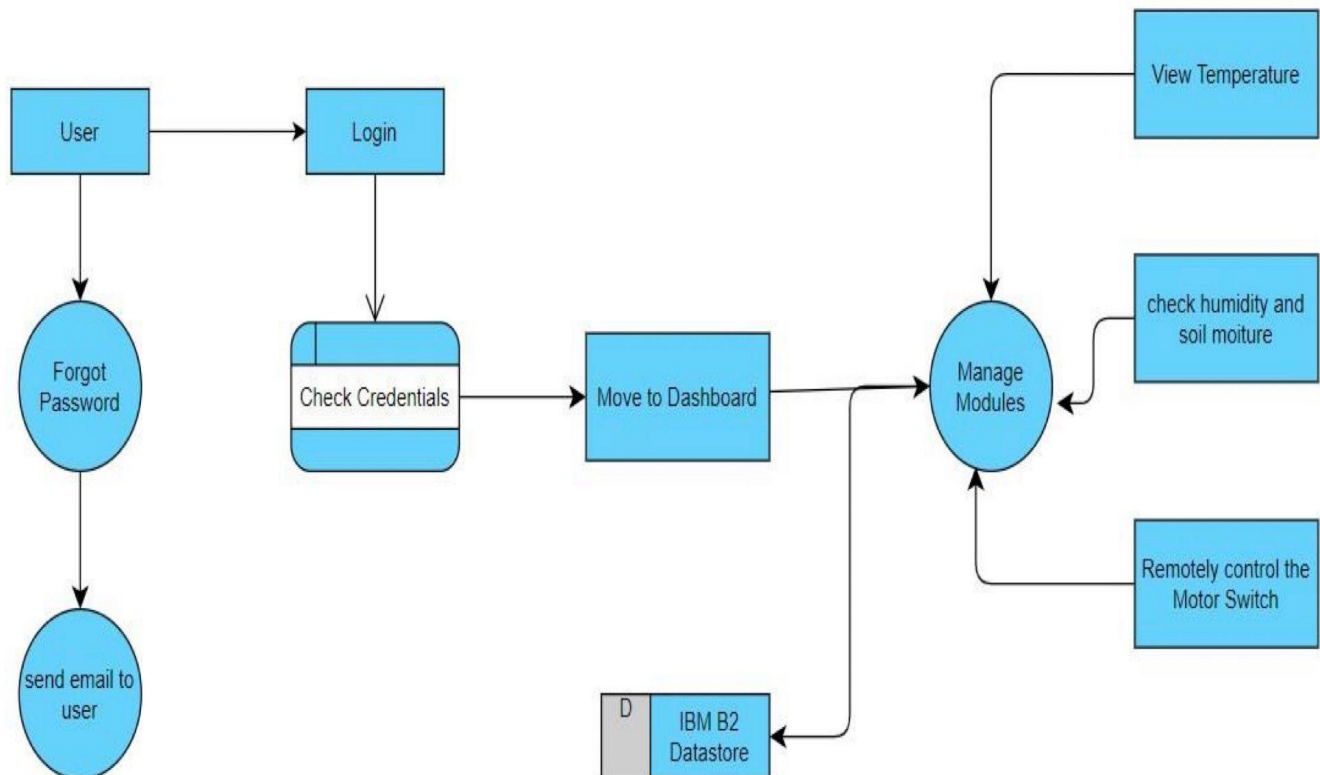 User
Login
View Temperature
check humidity and
soil moiture
Forgot
Password
Check Credentials
Move to Dashboard
Manage
Modules
Remotely control the
Motor Switch
send email to
user
D
IBM B2
Datastore